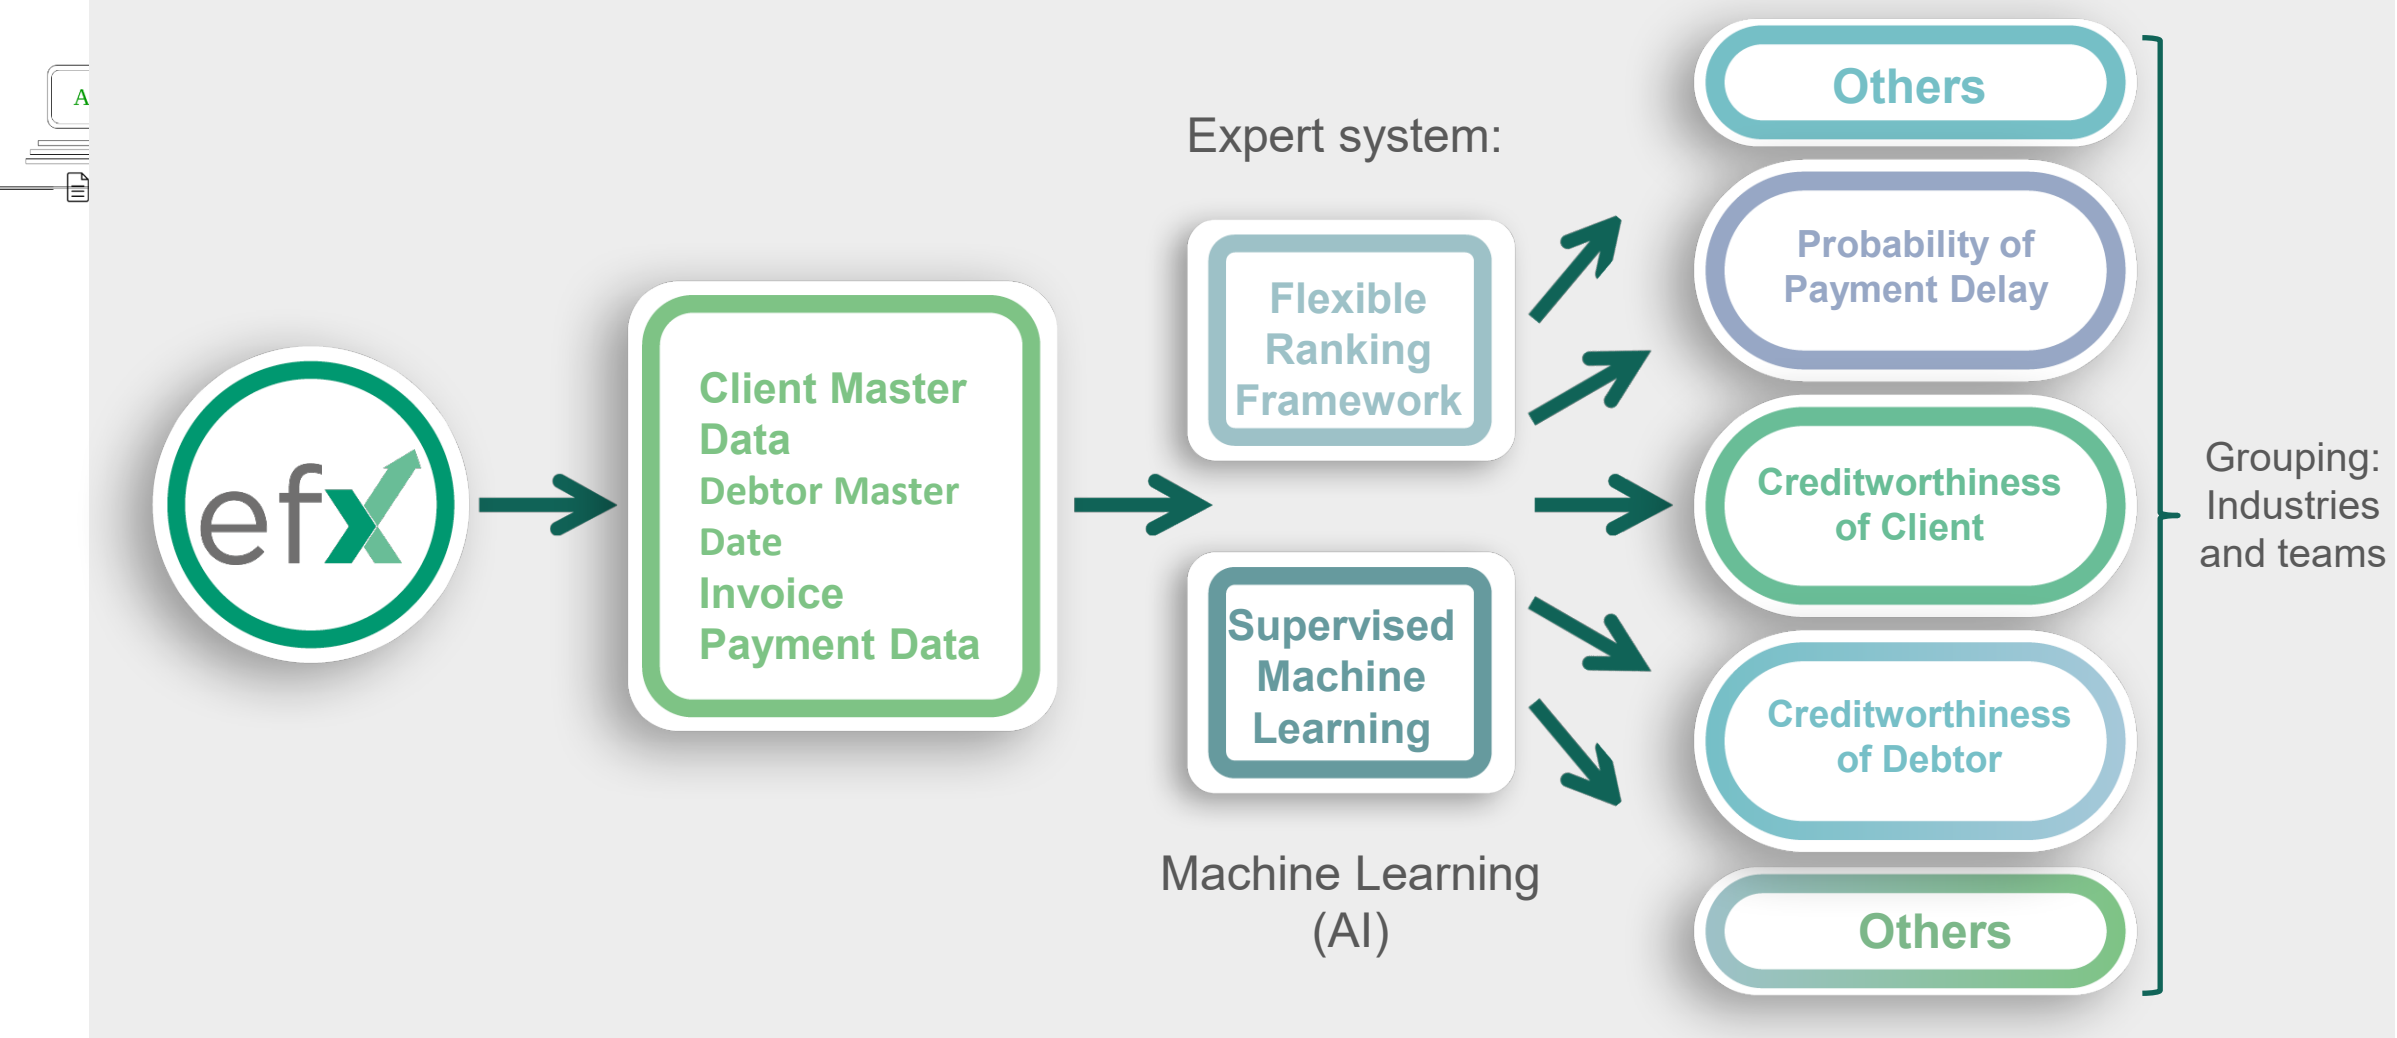 A
efx
Client Master
Data
Debtor Master
Date
Invoice
Payment Data
Expert system:
Flexible
Ranking
Framework
Supervised
Machine
Learning
Machine Learning
(AI)
Others
Probability of
Payment Delay
Creditworthiness
of Client
Creditworthiness
of Debtor
Others
Grouping:
Industries
and teams